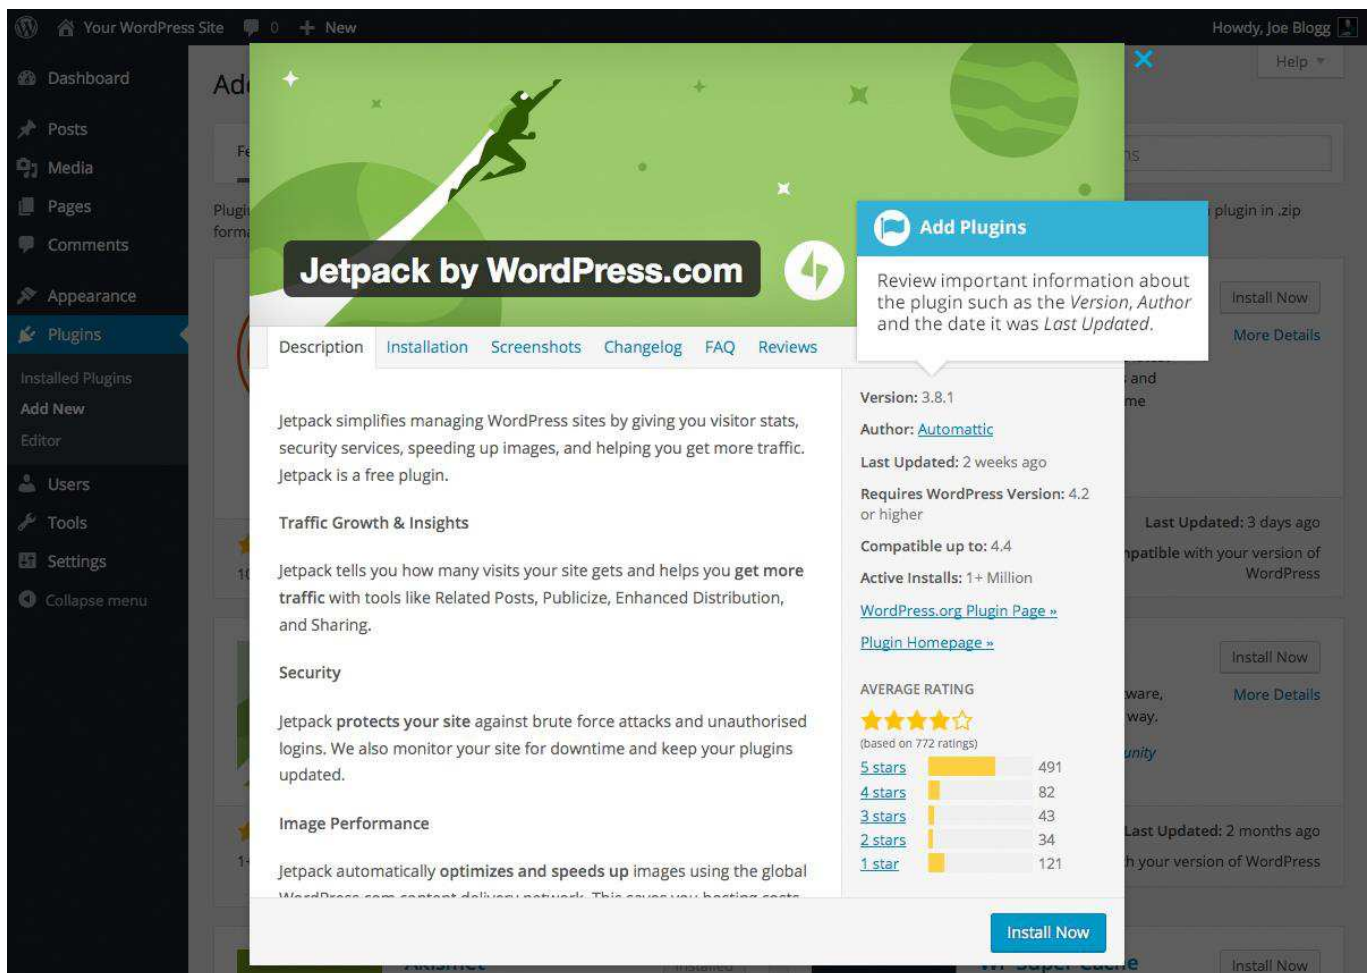 Your WordPress Site 0 + New Howdy, Joe Blogg
Dashboard
Posts
Media
Pages
Comments
Appearance
Plugins
Installed Plugins
Add New
Editor
Users
Tools
Settings
Collapse menu
Help
plugin in .zip
Install Now
More Details
and
me
Last Updated: 3 days ago
with your version of
WordPress
Install Now
More Details
way.
Last Updated: 2 months ago
your version of WordPress
Install Now
Jetpack by WordPress.com
Add Plugins
Review important information about
the plugin such as the Version, Author
and the date it was Last Updated.
Description Installation Screenshots Changelog FAQ Reviews
Jetpack simplifies managing WordPress sites by giving you visitor stats,
security services, speeding up images, and helping you get more traffic.
Jetpack is a free plugin.
Traffic Growth & Insights
Jetpack tells you how many visits your site gets and helps you get more
traffic with tools like Related Posts, Publicize, Enhanced Distribution,
and Sharing.
Security
Jetpack protects your site against brute force attacks and unauthorised
logins. We also monitor your site for downtime and keep your plugins
updated.
Image Performance
Jetpack automatically optimizes and speeds up images using the global
WordPress.com content delivery network. This saves you hosting costs
Version: 3.8.1
Author: Automattic
Last Updated: 2 weeks ago
Requires WordPress Version: 4.2
or higher
Compatible up to: 4.4
Active Installs: 1+ Million
WordPress.org Plugin Page »
Plugin Homepage »
AVERAGE RATING
(based on 772 ratings)
5 stars 491
4 stars 82
3 stars 43
2 stars 34
1 star 121
Install Now